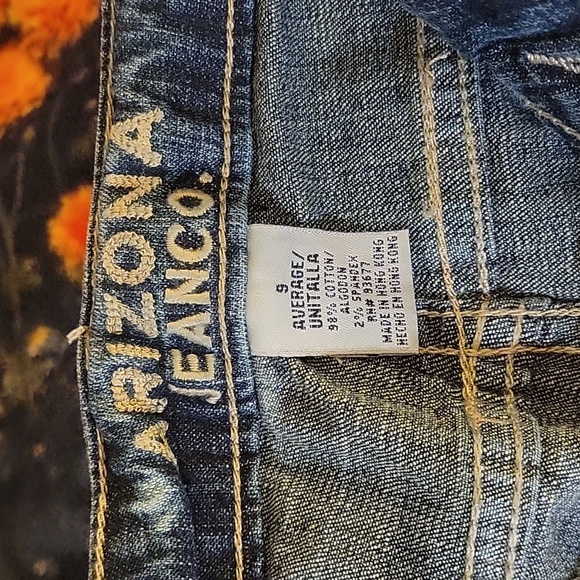 ARIZONA
JEAN CO.
9
AVERAGE/
UNITALLA
98% COTTON/
ALGODIN
2% SPANDEX
RN# 93677
MADE IN HONG KONG
HECHO EN HONG KONG